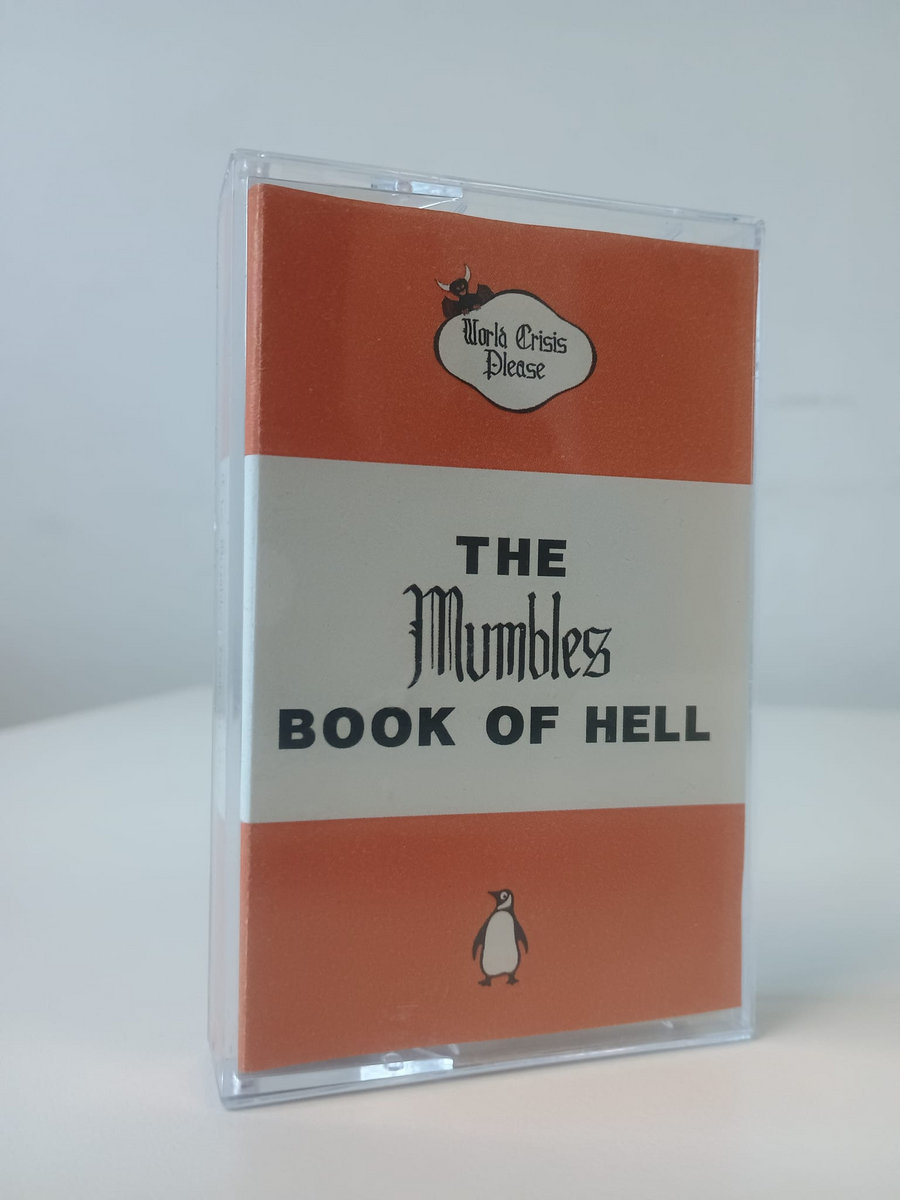 World Crisis
Please
THE
Mumbles
BOOK OF HELL